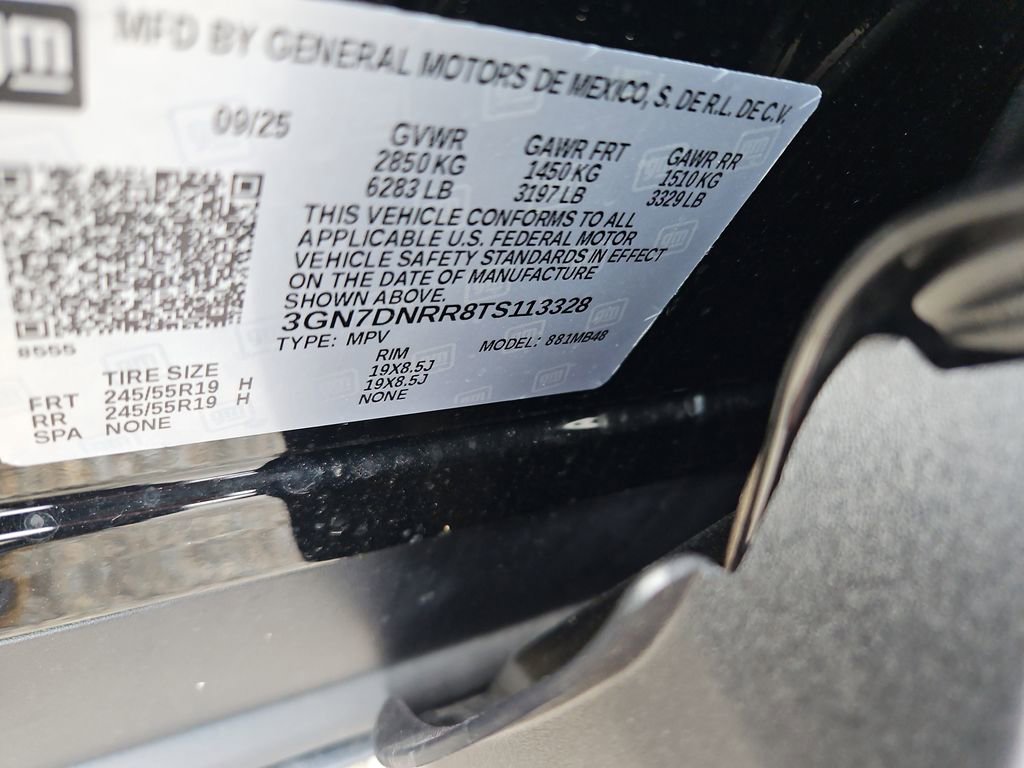 gm
MFD BY GENERAL MOTORS DE MEXICO, S. DE R.L. DE C.V.
09/25
GVWR GAWR FRT GAWR RR
2850 KG 1450 KG 1510 KG
6283 LB 3197 LB 3329 LB
THIS VEHICLE CONFORMS TO ALL
APPLICABLE U.S. FEDERAL MOTOR
VEHICLE SAFETY STANDARDS IN EFFECT
ON THE DATE OF MANUFACTURE
SHOWN ABOVE.
3GN7DNRR8TS113328
TYPE: MPV MODEL: 881MB48
8555
TIRE SIZE RIM
FRT 245/55R19 H 19X8.5J
RR 245/55R19 H 19X8.5J
SPA NONE NONE